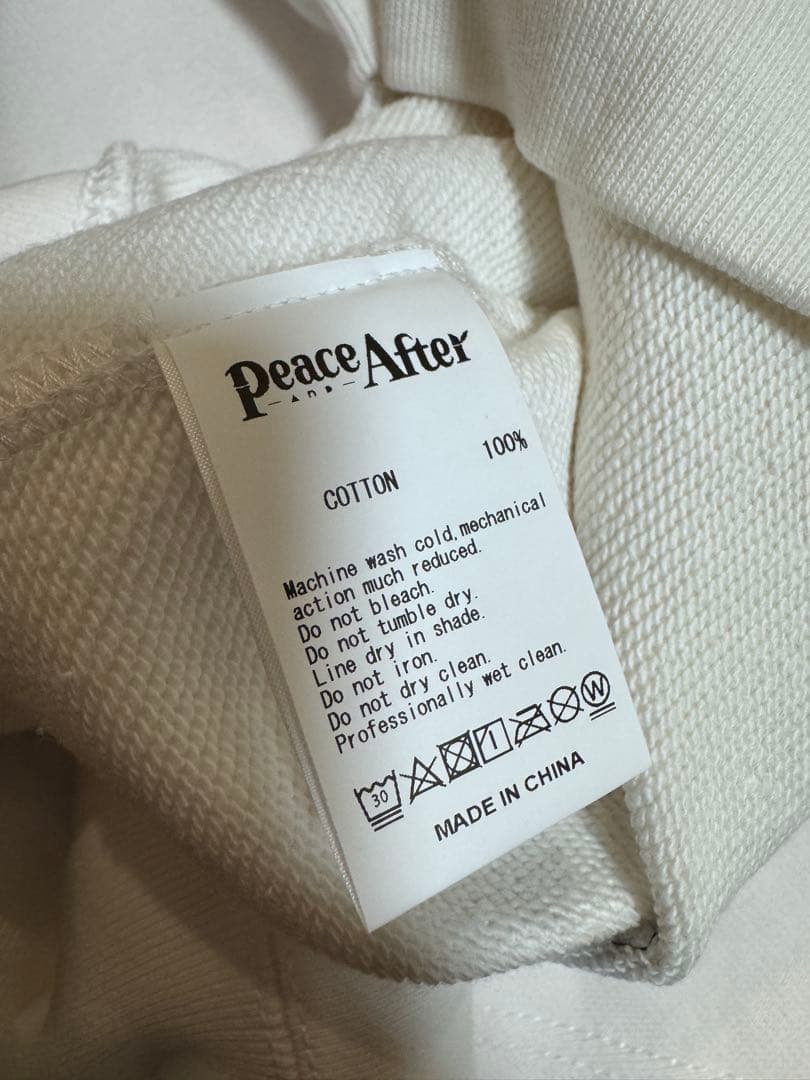 Peace and After
100%
COTTON
Machine wash cold,mechanical
action much reduced.
Do not bleach.
Do not tumble dry.
Line dry in shade.
Do not iron.
Do not dry clean.
Professionally wet clean.
30 W
MADE IN CHINA